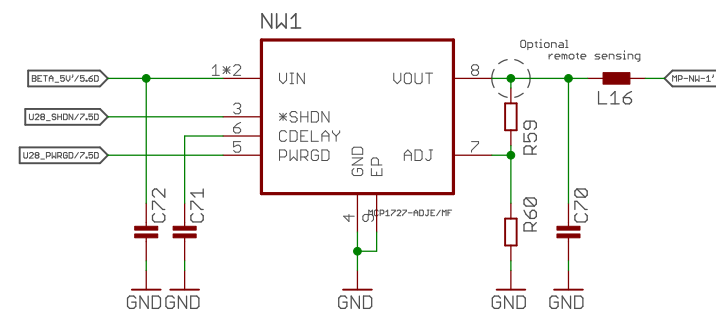 NW1
Optional
remote sensing
BETA_5V'/5.6D
1*2
VIN
VOUT
8
MP-NW-1'
L16
U28_SHDN/7.5D
3
*SHDN
6
CDELAY
R59
U28_PWRGD/7.5D
5
PWRGD
ADJ
7
GND
EP
C72
C71
4
9
MCP1727-ADJE/MF
R60
C70
GND
GND
GND
GND
GND